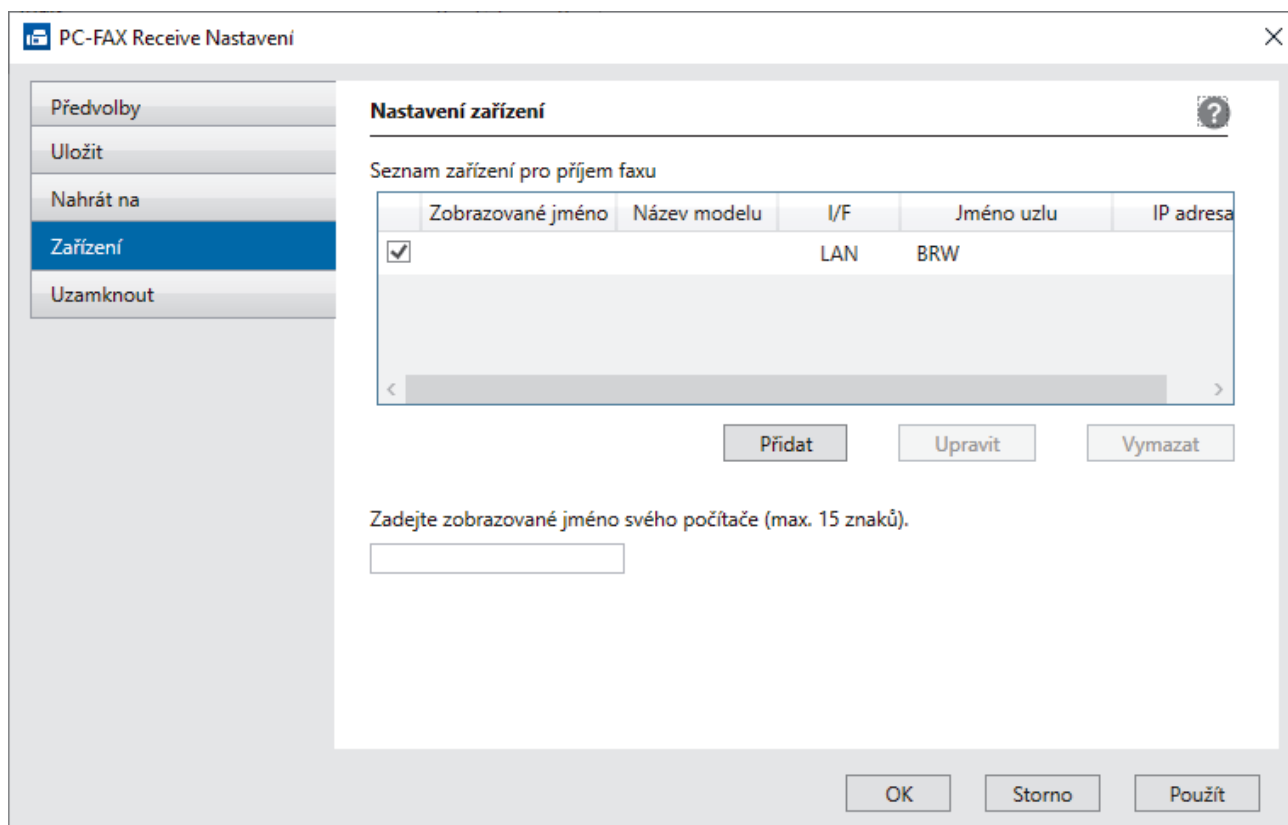 PC-FAX Receive Nastavení
Předvolby
Uložit
Nahrát na
Zařízení
Uzamknout
Nastavení zařízení
Seznam zařízení pro příjem faxu
Zobrazované jméno Název modelu I/F Jméno uzlu IP adresa
LAN BRW
Přidat Upravit Vymazat
Zadejte zobrazované jméno svého počítače (max. 15 znaků).
OK Storno Použít